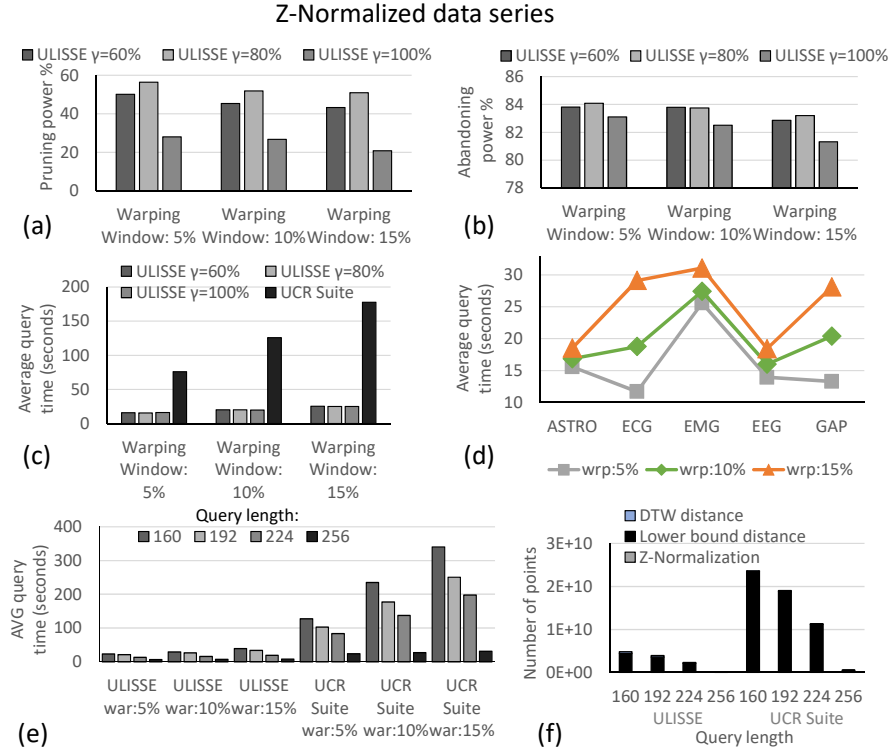 Z-Normalized data series
ULISSE γ=60% ULISSE γ=80% ULISSE γ=100%
Pruning power %
60
40
20
0
Warping Window: 5%
Warping Window: 10%
Warping Window: 15%
(a)
ULISSE γ=60% ULISSE γ=80% ULISSE γ=100%
Abandoning power %
86
84
82
80
78
Warping Window: 5%
Warping Window: 10%
Warping Window: 15%
(b)
ULISSE γ=60% ULISSE γ=80%
ULISSE γ=100% UCR Suite
Average query time (seconds)
200
150
100
50
0
Warping Window: 5%
Warping Window: 10%
Warping Window: 15%
(c)
Average query time (seconds)
30
25
20
15
10
ASTRO ECG EMG EEG GAP
(d)
wrp:5% wrp:10% wrp:15%
Query length:
160 192 224 256
AVG query time (seconds)
400
300
200
100
0
ULISSE war:5%
ULISSE war:10%
ULISSE war:15%
UCR Suite war:5%
UCR Suite war:10%
UCR Suite war:15%
(e)
DTW distance
Lower bound distance
Z-Normalization
Number of points
3E+10
2E+10
1E+10
0E+00
160 192 224 256 160 192 224 256
ULISSE UCR Suite
Query length
(f)